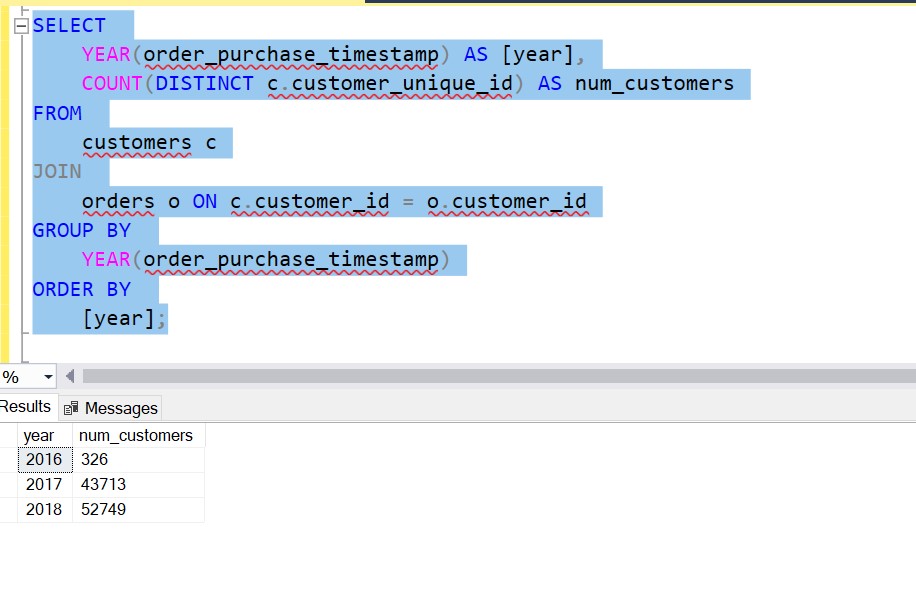 SELECT
YEAR(order_purchase_timestamp) AS [year],
COUNT(DISTINCT c.customer_unique_id) AS num_customers
FROM
customers c
JOIN
orders o ON c.customer_id = o.customer_id
GROUP BY
YEAR(order_purchase_timestamp)
ORDER BY
[year];
%
Results Messages
year num_customers
2016 326
2017 43713
2018 52749